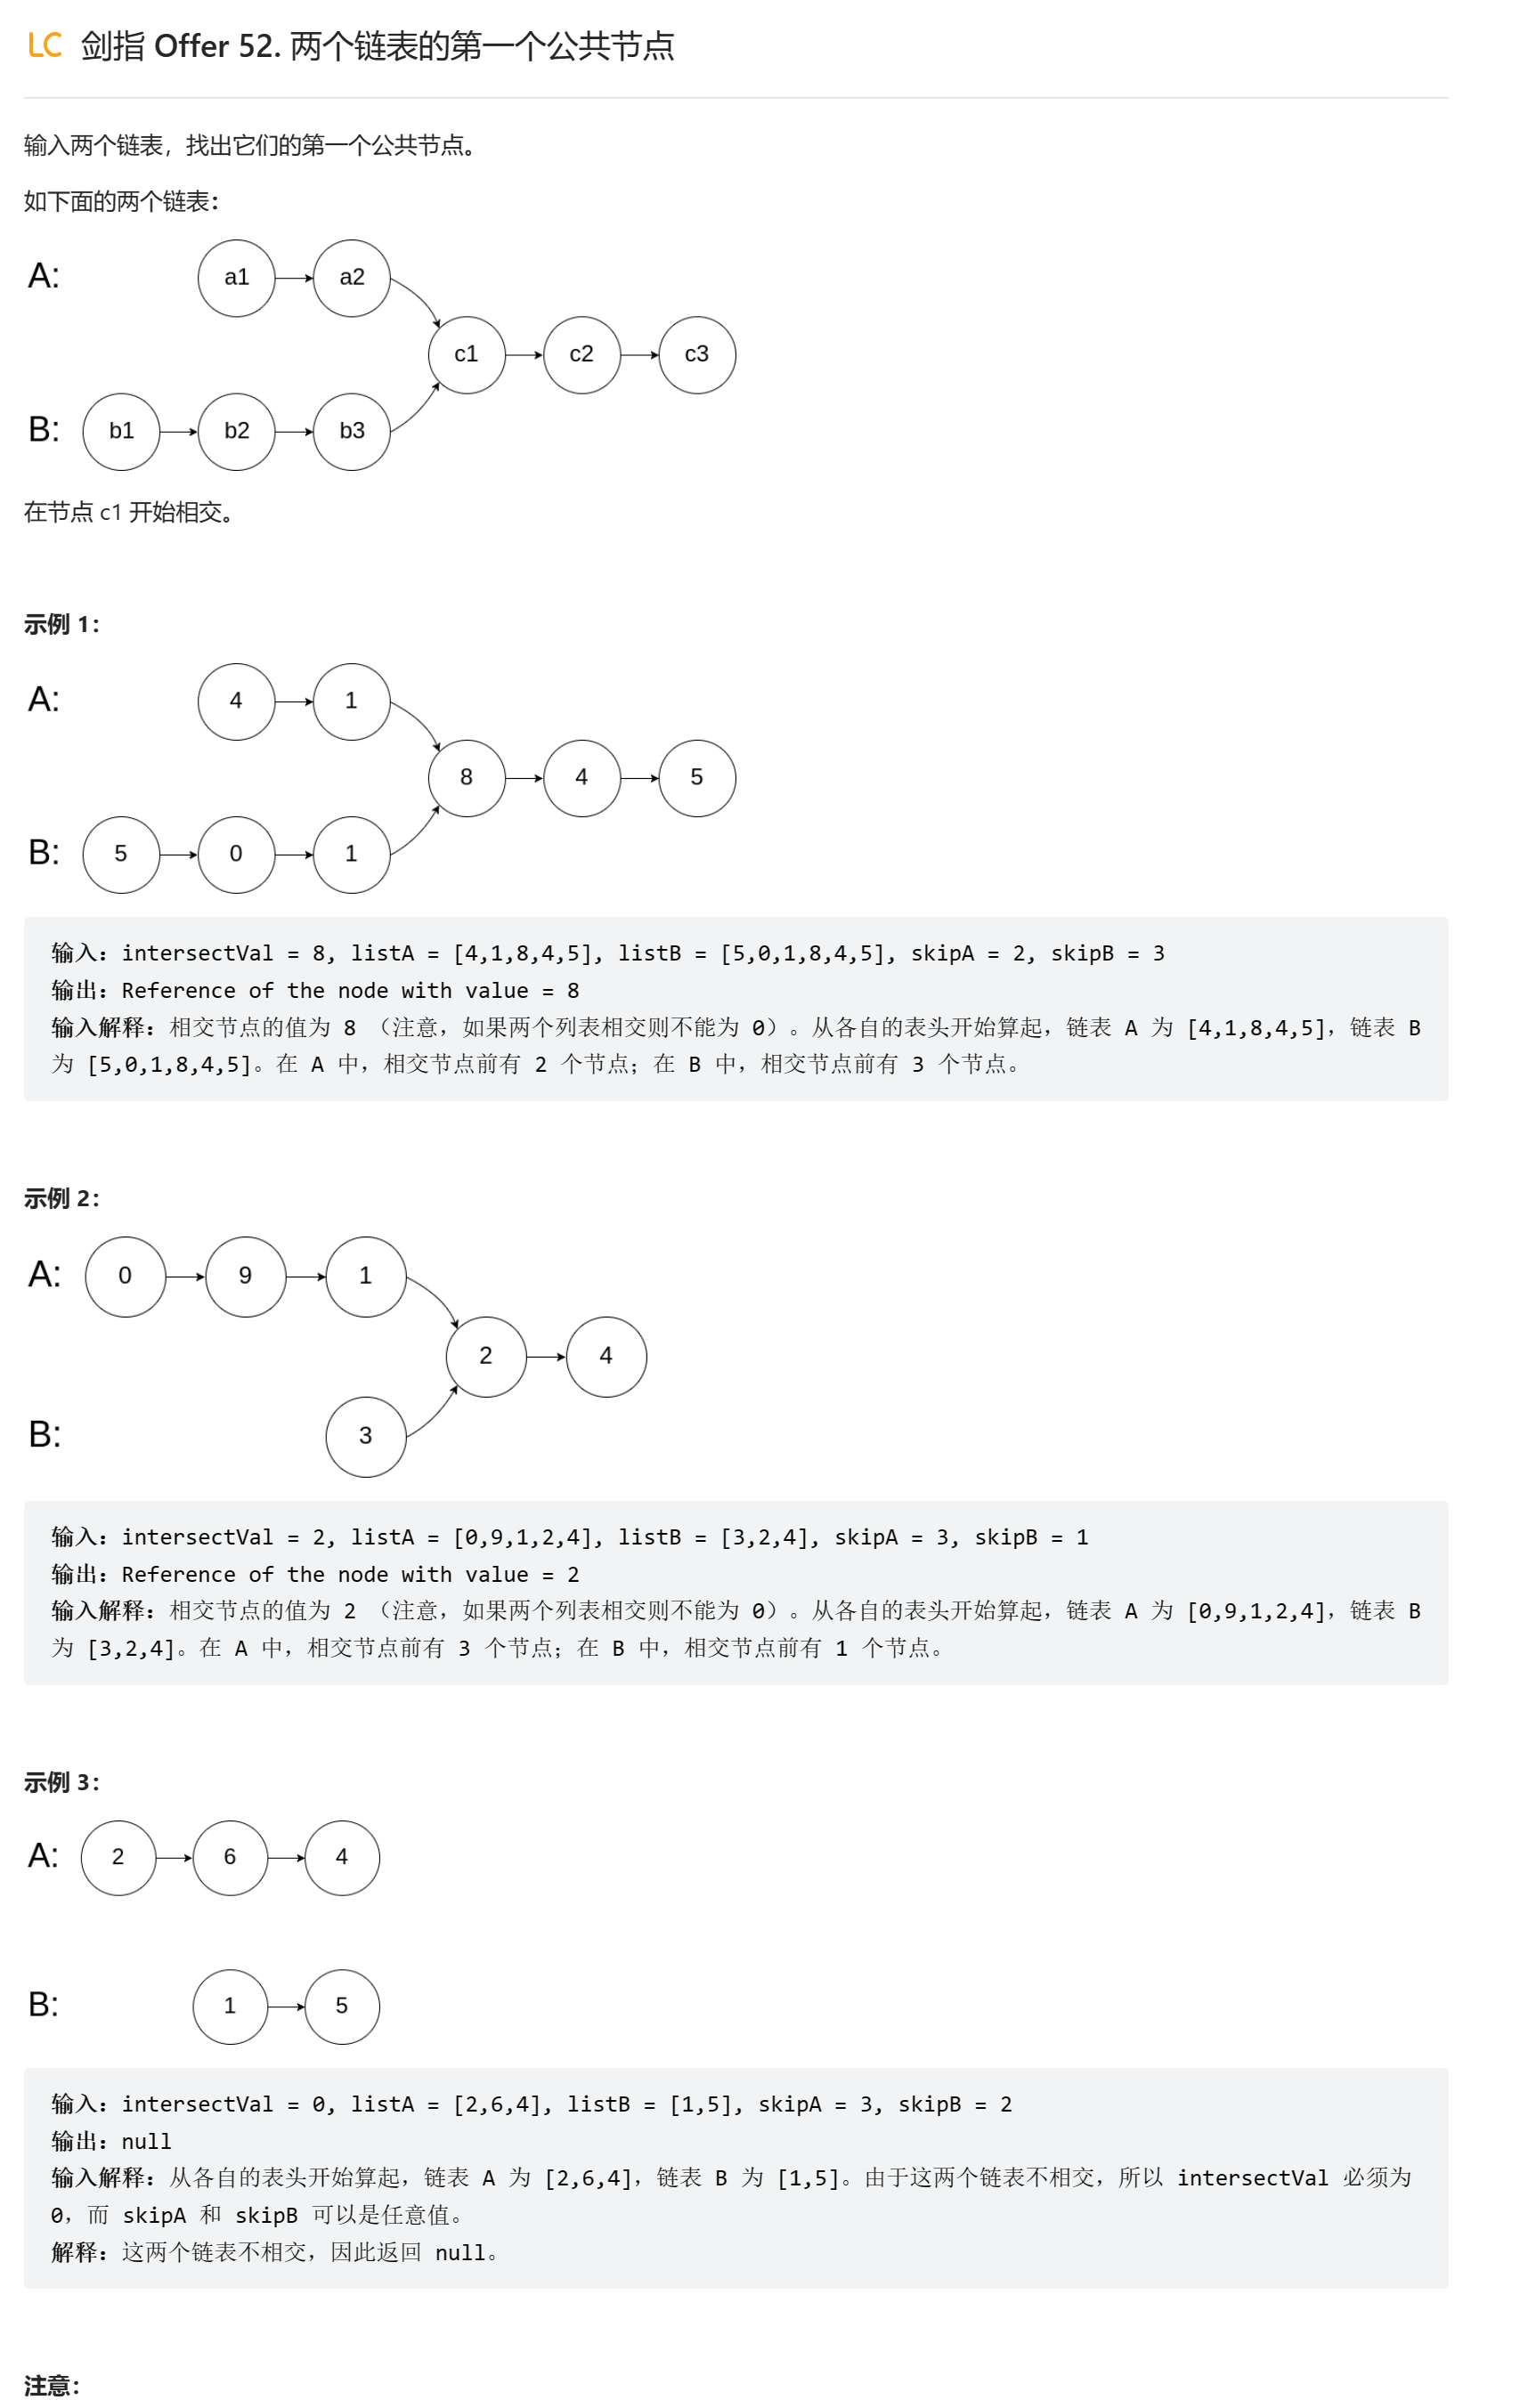 LC 剑指 Offer 52. 两个链表的第一个公共节点
输入两个链表，找出它们的第一个公共节点。
如下面的两个链表：
A: a1 a2
c1 c2 c3
B: b1 b2 b3
在节点 c1 开始相交。
示例 1：
A: 4 1
8 4 5
B: 5 0 1
输入：intersectVal = 8, listA = [4,1,8,4,5], listB = [5,0,1,8,4,5], skipA = 2, skipB = 3
输出：Reference of the node with value = 8
输入解释：相交节点的值为 8 （注意，如果两个列表相交则不能为 0）。从各自的表头开始算起，链表 A 为 [4,1,8,4,5]，链表 B
为 [5,0,1,8,4,5]。在 A 中，相交节点前有 2 个节点；在 B 中，相交节点前有 3 个节点。
示例 2：
A: 0 9 1
2 4
B: 3
输入：intersectVal = 2, listA = [0,9,1,2,4], listB = [3,2,4], skipA = 3, skipB = 1
输出：Reference of the node with value = 2
输入解释：相交节点的值为 2 （注意，如果两个列表相交则不能为 0）。从各自的表头开始算起，链表 A 为 [0,9,1,2,4]，链表 B
为 [3,2,4]。在 A 中，相交节点前有 3 个节点；在 B 中，相交节点前有 1 个节点。
示例 3：
A: 2 6 4
B: 1 5
输入：intersectVal = 0, listA = [2,6,4], listB = [1,5], skipA = 3, skipB = 2
输出：null
输入解释：从各自的表头开始算起，链表 A 为 [2,6,4]，链表 B 为 [1,5]。由于这两个链表不相交，所以 intersectVal 必须为
0，而 skipA 和 skipB 可以是任意值。
解释：这两个链表不相交，因此返回 null。
注意：